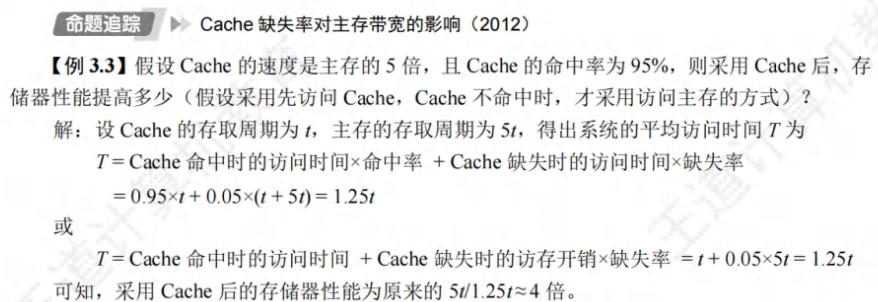 命题追踪 Cache 缺失率对主存带宽的影响（2012）
【例 3.3】假设 Cache 的速度是主存的 5 倍，且 Cache 的命中率为 95%，则采用 Cache 后，存
储器性能提高多少（假设采用先访问 Cache，Cache 不命中时，才采用访问主存的方式）？
解：设 Cache 的存取周期为 t，主存的存取周期为 5t，得出系统的平均访问时间 T 为
T = Cache 命中时的访问时间×命中率 + Cache 缺失时的访问时间×缺失率
= 0.95×t + 0.05×(t + 5t) = 1.25t
或
T = Cache 命中时的访问时间 + Cache 缺失时的访存开销×缺失率 = t + 0.05×5t = 1.25t
可知，采用 Cache 后的存储器性能为原来的 5t/1.25t≈4 倍。